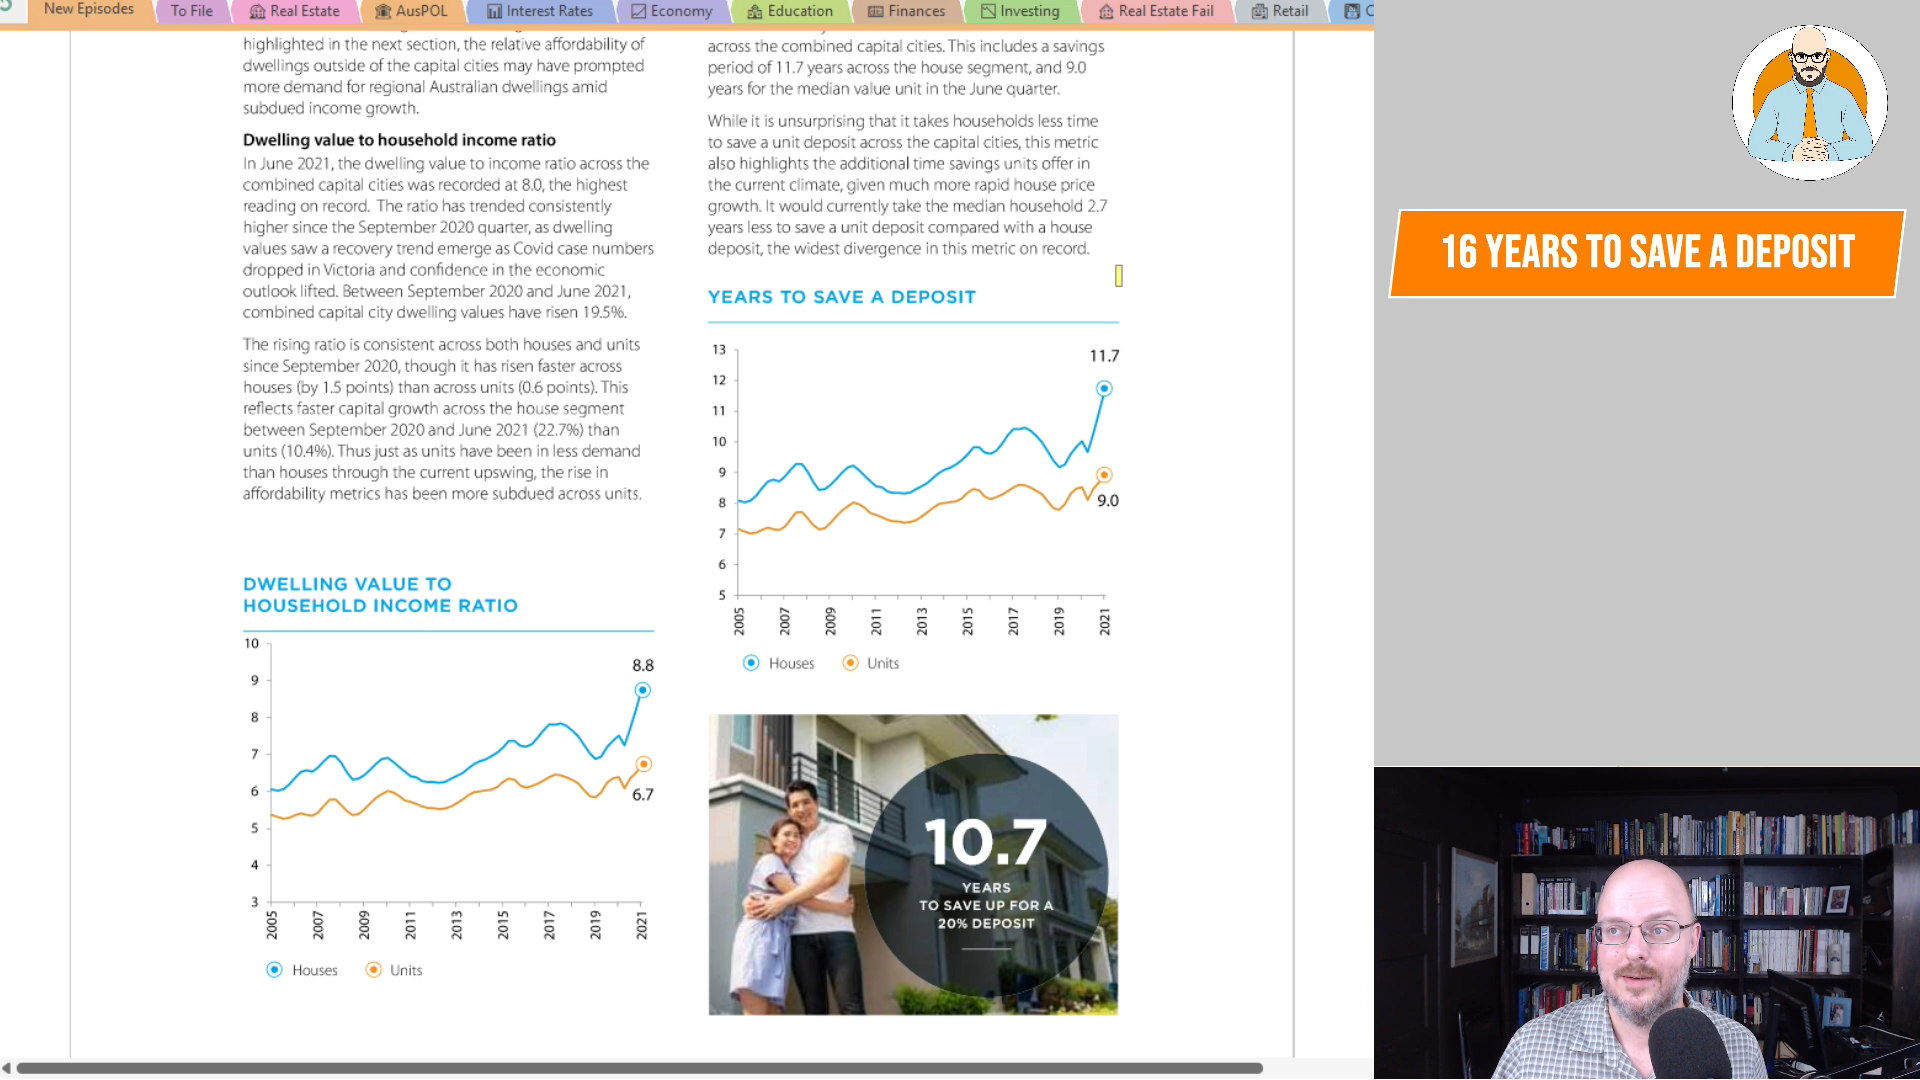 New Episodes
To File
Real Estate
AusPOL
Interest Rates
Economy
Education
Finances
Investing
Real Estate Fail
Retail
highlighted in the next section, the relative affordability of
dwellings outside of the capital cities may have prompted
more demand for regional Australian dwellings amid
subdued income growth.
Dwelling value to household income ratio
In June 2021, the dwelling value to income ratio across the
combined capital cities was recorded at 8.0, the highest
reading on record. The ratio has trended consistently
higher since the September 2020 quarter, as dwelling
values saw a recovery trend emerge as Covid case numbers
dropped in Victoria and confidence in the economic
outlook lifted. Between September 2020 and June 2021,
combined capital city dwelling values have risen 19.5%.
The rising ratio is consistent across both houses and units
since September 2020, though it has risen faster across
houses (by 1.5 points) than across units (0.6 points). This
reflects faster capital growth across the house segment
between September 2020 and June 2021 (22.7%) than
units (10.4%). Thus just as units have been in less demand
than houses through the current upswing, the rise in
affordability metrics has been more subdued across units.
DWELLING VALUE TO
HOUSEHOLD INCOME RATIO
10
9
8
7
6
5
4
3
8.8
6.7
2005
2007
2009
2011
2013
2015
2017
2019
2021
Houses
Units
across the combined capital cities. This includes a savings
period of 11.7 years across the house segment, and 9.0
years for the median value unit in the June quarter.
While it is unsurprising that it takes households less time
to save a unit deposit across the capital cities, this metric
also highlights the additional time savings units offer in
the current climate, given much more rapid house price
growth. It would currently take the median household 2.7
years less to save a unit deposit compared with a house
deposit, the widest divergence in this metric on record.
YEARS TO SAVE A DEPOSIT
13
12
11
10
9
8
7
6
5
11.7
9.0
2005
2007
2009
2011
2013
2015
2017
2019
2021
Houses
Units
10.7
YEARS
TO SAVE UP FOR A
20% DEPOSIT
16 YEARS TO SAVE A DEPOSIT